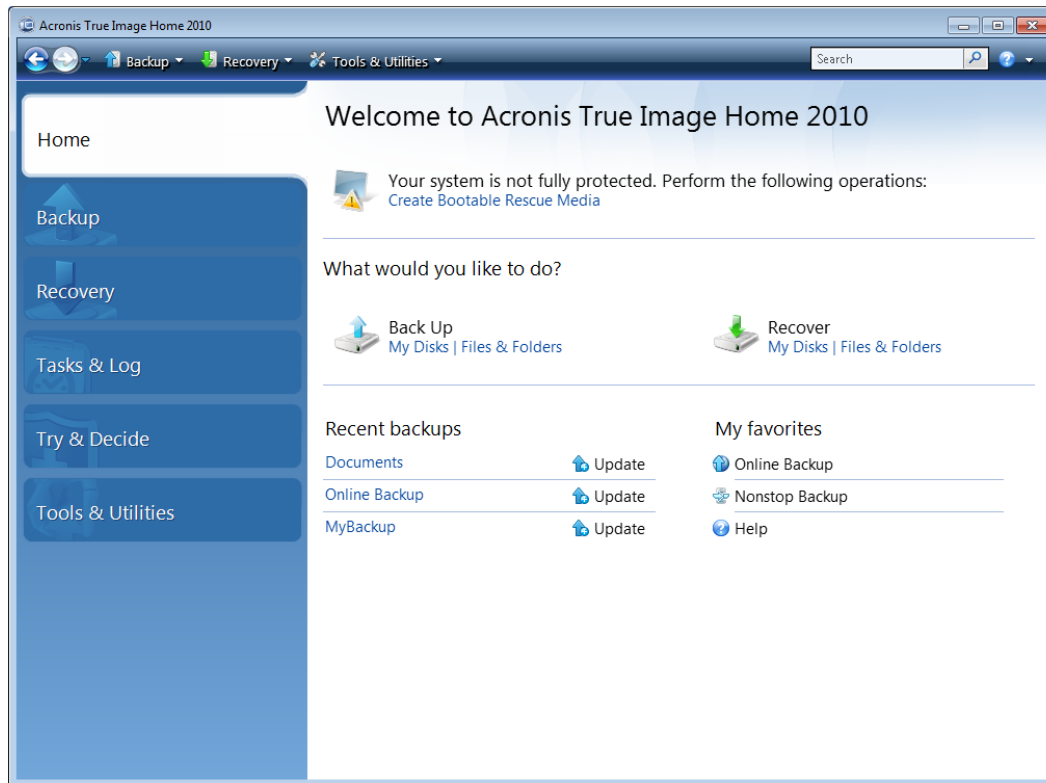 Acronis True Image Home 2010
Backup Recovery Tools & Utilities Search
Home
Backup
Recovery
Tasks & Log
Try & Decide
Tools & Utilities
Welcome to Acronis True Image Home 2010
Your system is not fully protected. Perform the following operations:
Create Bootable Rescue Media
What would you like to do?
Back Up
My Disks | Files & Folders
Recover
My Disks | Files & Folders
Recent backups
Documents Update
Online Backup Update
MyBackup Update
My favorites
Online Backup
Nonstop Backup
Help